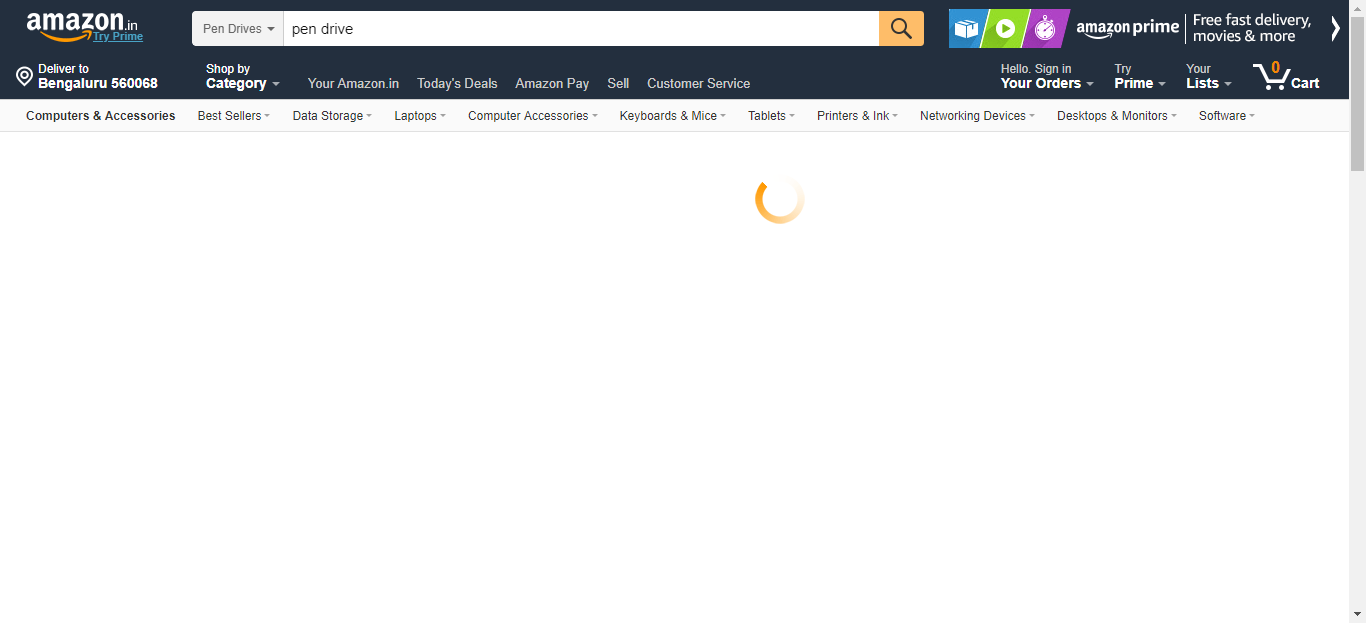 amazon.in
Try Prime
Pen Drives
pen drive
amazon prime
Free fast delivery,
movies & more
Deliver to
Bengaluru 560068
Shop by
Category
Your Amazon.in
Today's Deals
Amazon Pay
Sell
Customer Service
Hello. Sign in
Your Orders
Try
Prime
Your
Lists
0
Cart
Computers & Accessories
Best Sellers
Data Storage
Laptops
Computer Accessories
Keyboards & Mice
Tablets
Printers & Ink
Networking Devices
Desktops & Monitors
Software